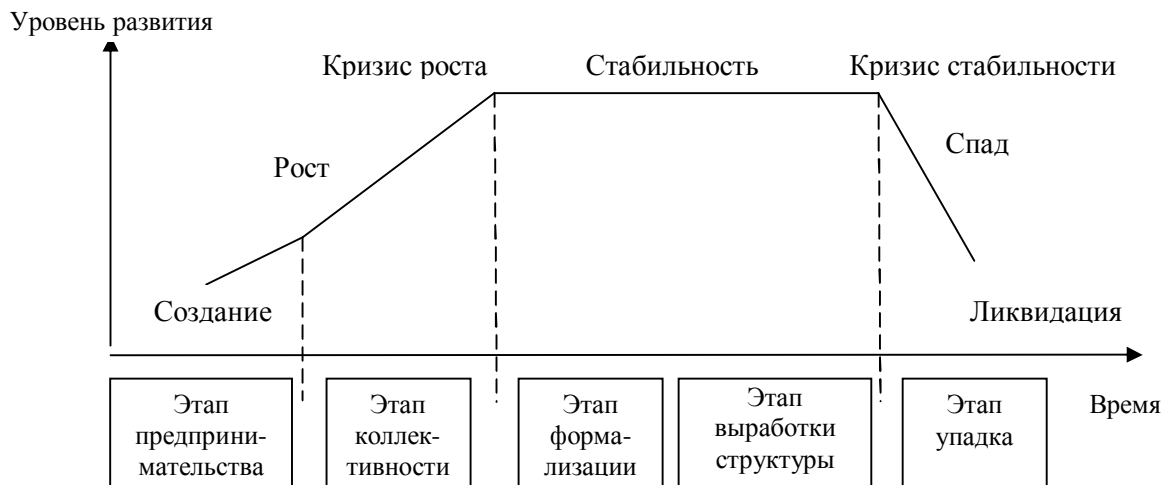 Уровень развития
Кризис роста
Стабильность
Кризис стабильности
Рост
Спад
Создание
Ликвидация
Этап
предприни-
мательства
Этап
коллек-
тивности
Этап
форма-
лизации
Этап
выработки
структуры
Этап
упадка
Время